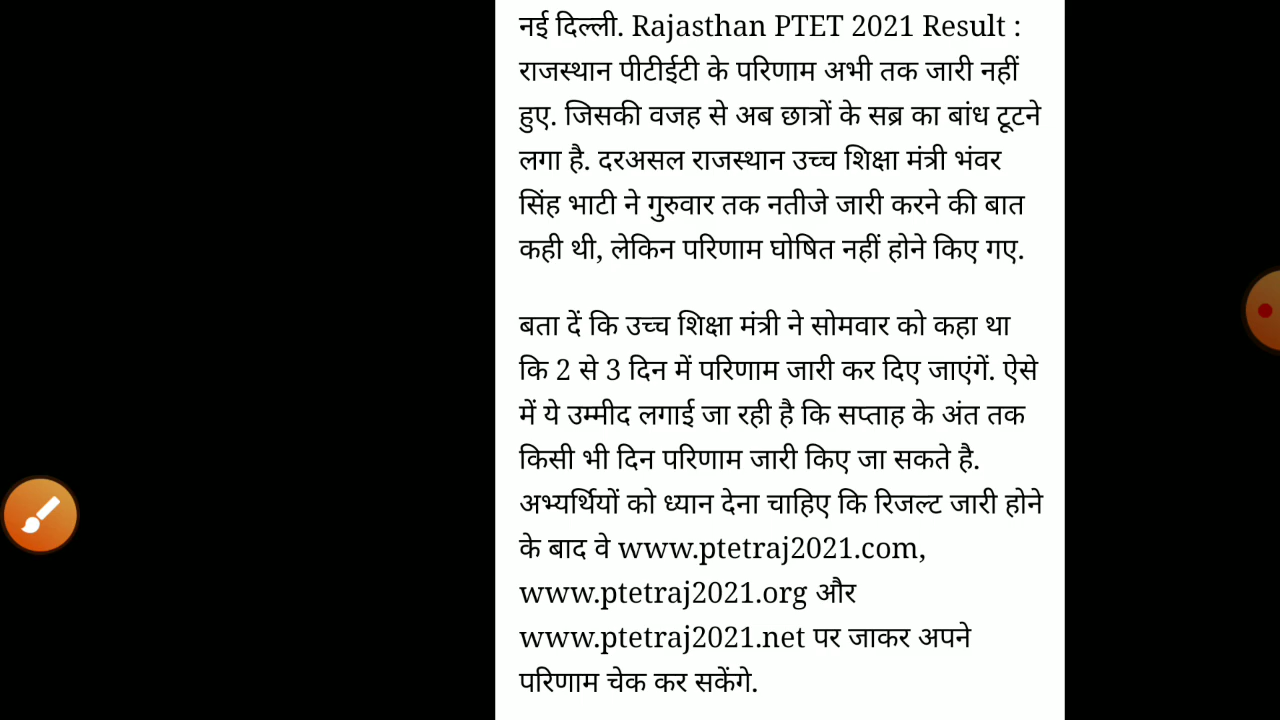 नई दिल्ली. Rajasthan PTET 2021 Result :
राजस्थान पीटीईटी के परिणाम अभी तक जारी नहीं
हुए. जिसकी वजह से अब छात्रों के सब्र का बांध टूटने
लगा है. दरअसल राजस्थान उच्च शिक्षा मंत्री भंवर
सिंह भाटी ने गुरुवार तक नतीजे जारी करने की बात
कही थी, लेकिन परिणाम घोषित नहीं होने किए गए.
बता दें कि उच्च शिक्षा मंत्री ने सोमवार को कहा था
कि 2 से 3 दिन में परिणाम जारी कर दिए जाएंगें. ऐसे
में ये उम्मीद लगाई जा रही है कि सप्ताह के अंत तक
किसी भी दिन परिणाम जारी किए जा सकते है.
अभ्यर्थियों को ध्यान देना चाहिए कि रिजल्ट जारी होने
के बाद वे www.ptetraj2021.com,
www.ptetraj2021.org और
www.ptetraj2021.net पर जाकर अपने
परिणाम चेक कर सकेंगे.